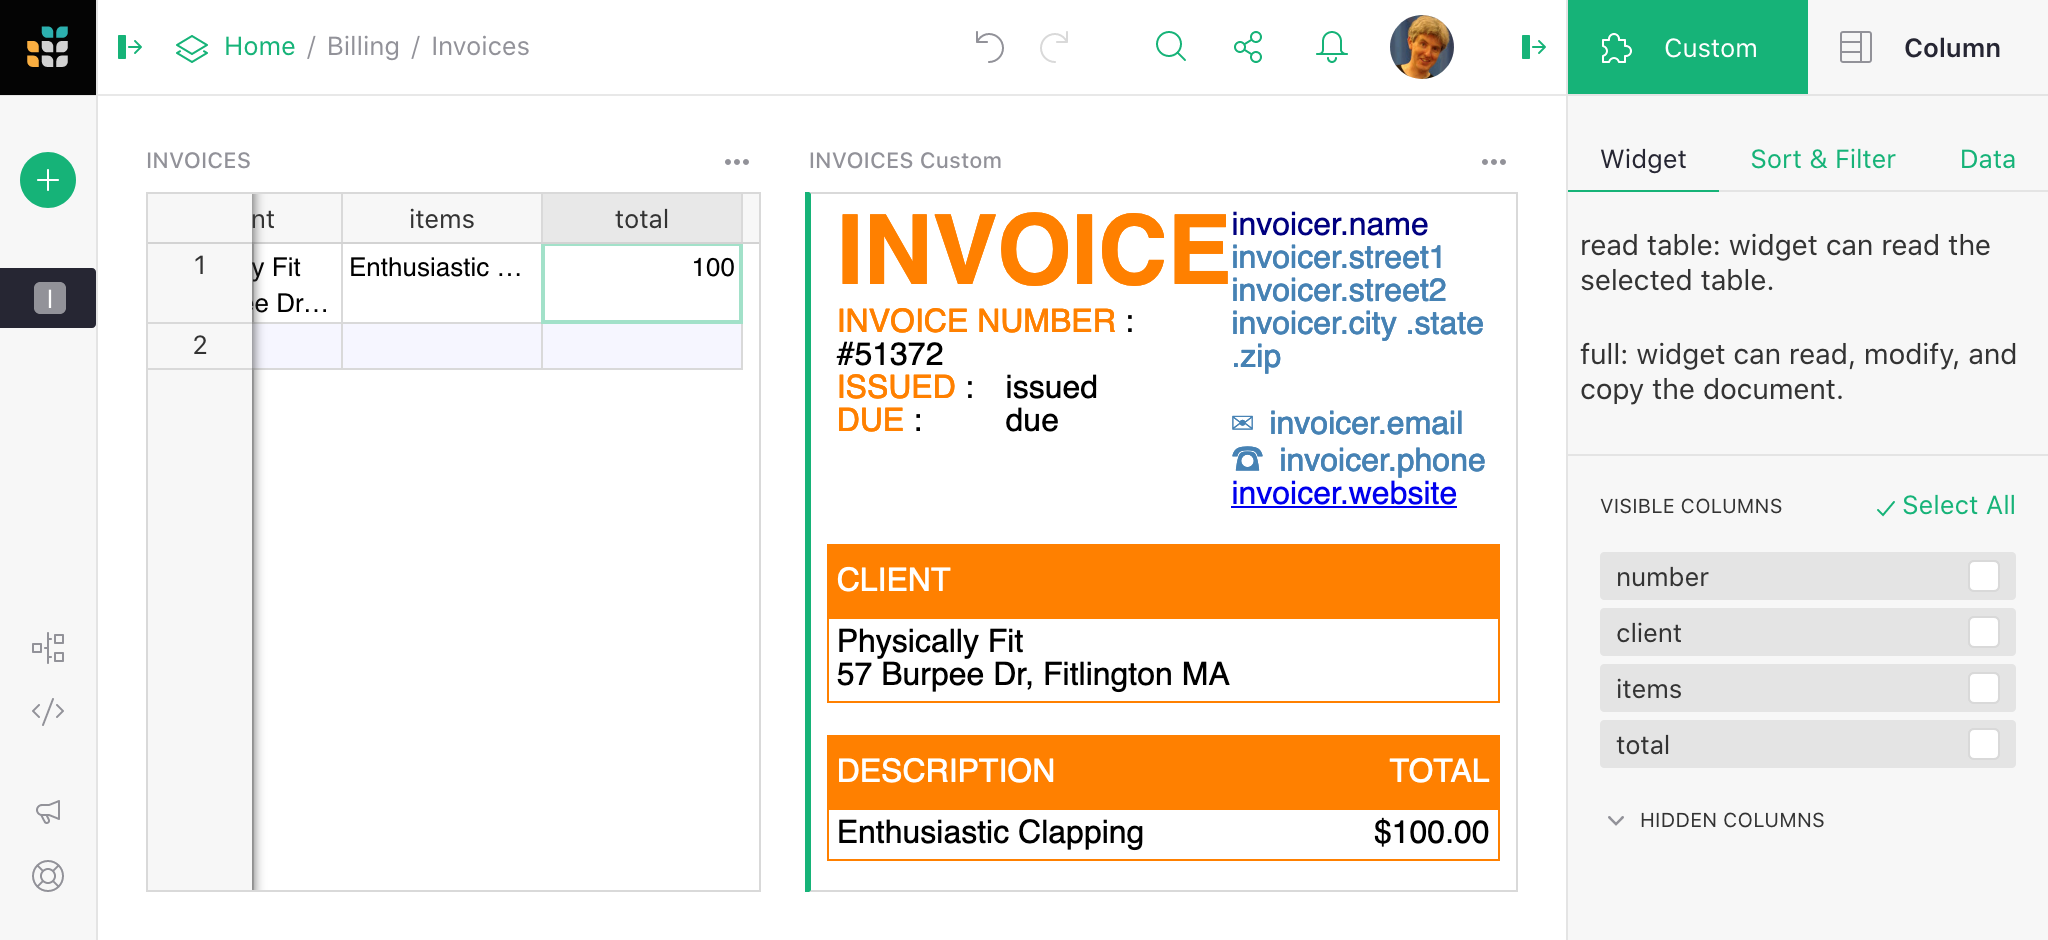 Home / Billing / Invoices
Custom
Column
INVOICES
•••
nt items total
1 y Fit Enthusiastic ... 100
e Dr...
2
INVOICES Custom
•••
INVOICE
INVOICE NUMBER :
#51372
ISSUED : issued
DUE : due
invoicer.name
invoicer.street1
invoicer.street2
invoicer.city .state
.zip
✉ invoicer.email
☎ invoicer.phone
invoicer.website
CLIENT
Physically Fit
57 Burpee Dr, Fitlington MA
DESCRIPTION TOTAL
Enthusiastic Clapping $100.00
Widget Sort & Filter Data
read table: widget can read the
selected table.
full: widget can read, modify, and
copy the document.
VISIBLE COLUMNS ✓ Select All
number
client
items
total
HIDDEN COLUMNS
I